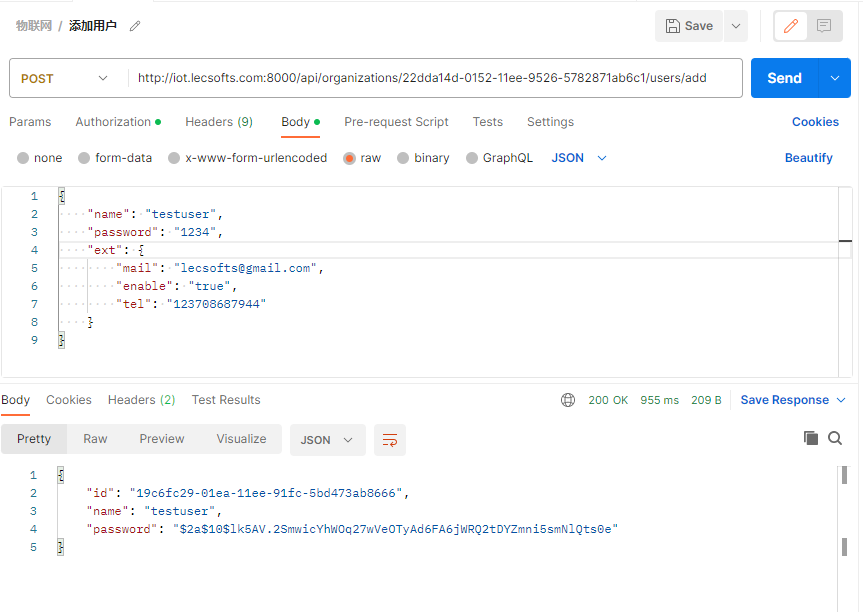 物联网 / 添加用户
Save
POST http://iot.lecsofts.com:8000/api/organizations/22dda14d-0152-11ee-9526-5782871ab6c1/users/add Send
Params Authorization Headers (9) Body Pre-request Script Tests Settings Cookies
none form-data x-www-form-urlencoded raw binary GraphQL JSON Beautify
1 {
2 "name": "testuser",
3 "password": "1234",
4 "ext": {
5 "mail": "lecsofts@gmail.com",
6 "enable": "true",
7 "tel": "123708687944"
8 }
9 }
Body Cookies Headers (2) Test Results 200 OK 955 ms 209 B Save Response
Pretty Raw Preview Visualize JSON
1 {
2 "id": "19c6fc29-01ea-11ee-91fc-5bd473ab8666",
3 "name": "testuser",
4 "password": "$2a$10$lk5AV.2SmwicYhWOq27wVeOTyAd6FA6jWRQ2tDYZmni5smNlQts0e"
5 }